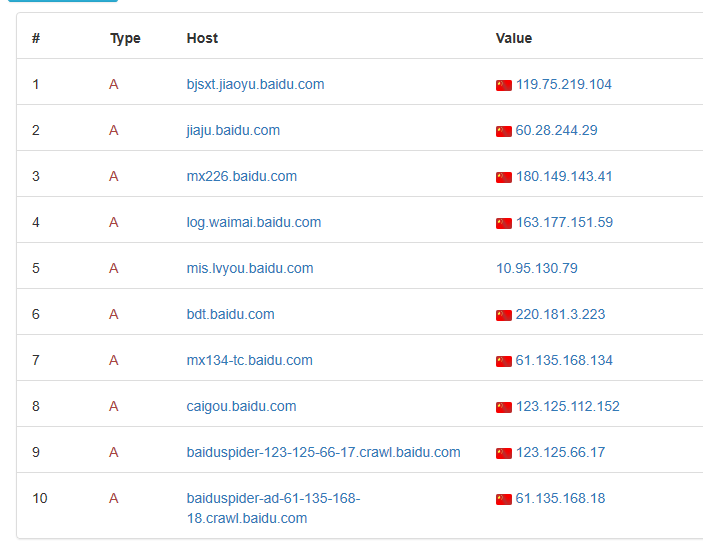 # Type Host Value
1 A bjsxt.jiaoyu.baidu.com 119.75.219.104
2 A jiaju.baidu.com 60.28.244.29
3 A mx226.baidu.com 180.149.143.41
4 A log.waimai.baidu.com 163.177.151.59
5 A mis.lvyou.baidu.com 10.95.130.79
6 A bdt.baidu.com 220.181.3.223
7 A mx134-tc.baidu.com 61.135.168.134
8 A caigou.baidu.com 123.125.112.152
9 A baiduspider-123-125-66-17.crawl.baidu.com 123.125.66.17
10 A baiduspider-ad-61-135-168- 61.135.168.18
18.crawl.baidu.com